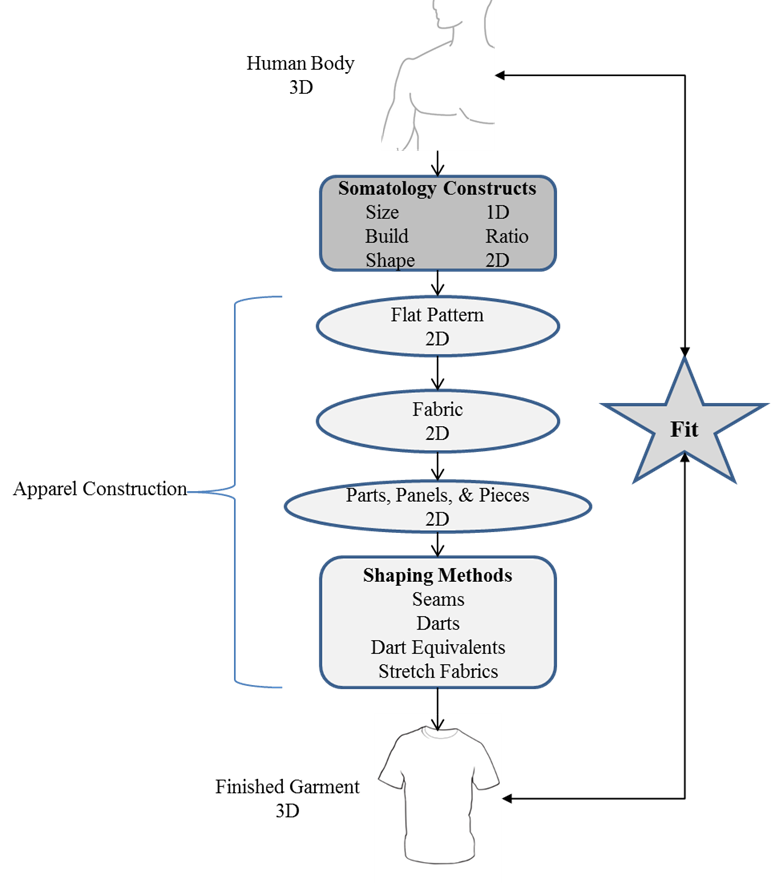 Human Body
3D
Somatology Constructs
Size 1D
Build Ratio
Shape 2D
Flat Pattern
2D
Fabric
2D
Fit
Apparel Construction
Parts, Panels, & Pieces
2D
Shaping Methods
Seams
Darts
Dart Equivalents
Stretch Fabrics
Finished Garment
3D